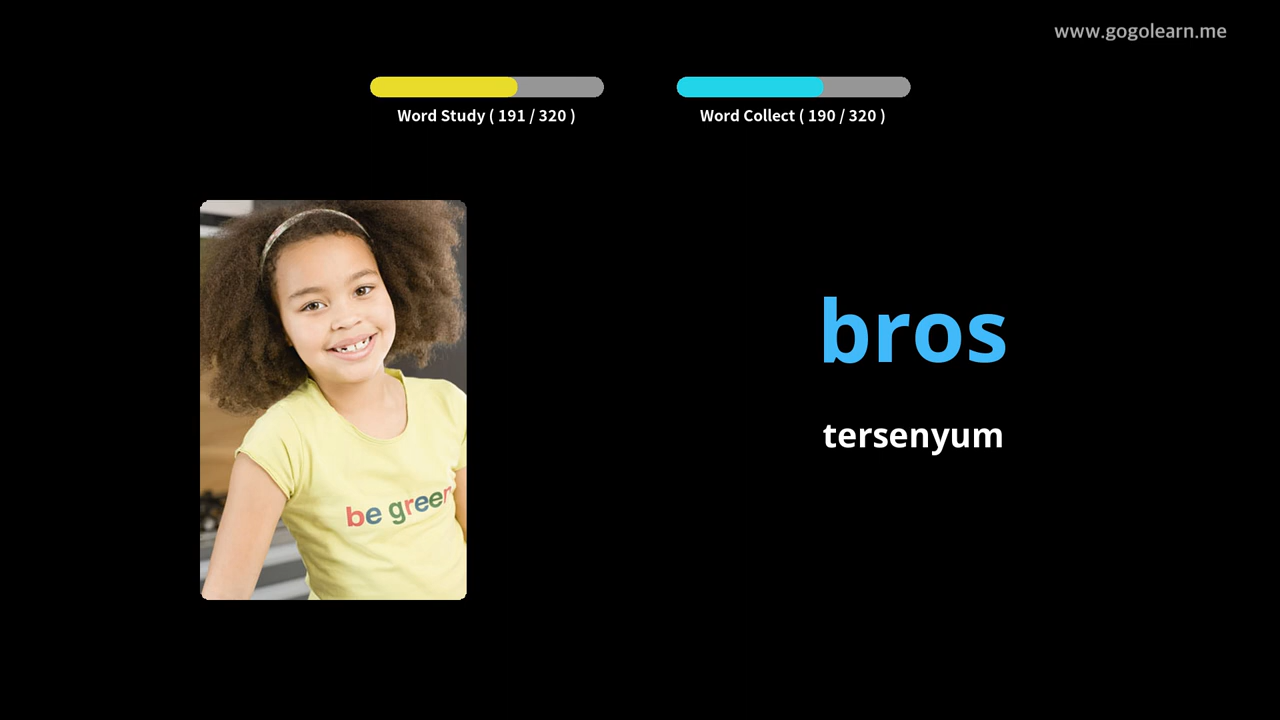 www.gogolearn.me
Word Study ( 191 / 320 )
Word Collect ( 190 / 320 )
bros
tersenyum
be green